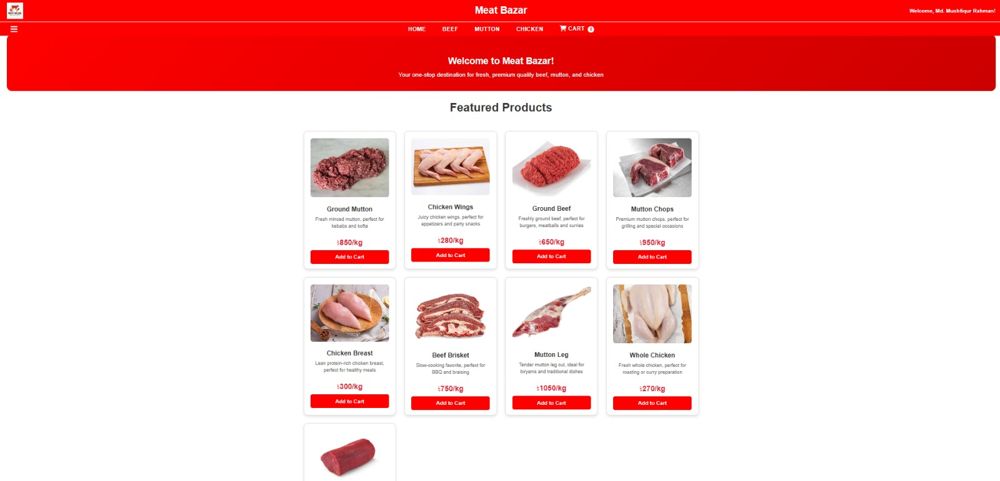 MEAT BAZAR
Meat Bazar
Welcome, Md. Mushfiqur Rahman!
HOME
BEEF
MUTTON
CHICKEN
CART 0
Welcome to Meat Bazar!
Your one-stop destination for fresh, premium quality beef, mutton, and chicken
Featured Products
Ground Mutton
Fresh minced mutton, perfect for
kebabs and kofta
৳850/kg
Add to Cart
Chicken Wings
Juicy chicken wings, perfect for
appetizers and party snacks
৳280/kg
Add to Cart
Ground Beef
Freshly ground beef, perfect for
burgers, meatballs and curries
৳650/kg
Add to Cart
Mutton Chops
Premium mutton chops, perfect for
grilling and special occasions
৳950/kg
Add to Cart
Chicken Breast
Lean protein-rich chicken breast,
perfect for healthy meals
৳300/kg
Add to Cart
Beef Brisket
Slow-cooking favorite, perfect for
BBQ and braising
৳750/kg
Add to Cart
Mutton Leg
Tender mutton leg cut, ideal for
biryanis and traditional dishes
৳1050/kg
Add to Cart
Whole Chicken
Fresh whole chicken, perfect for
roasting or curry preparation
৳270/kg
Add to Cart